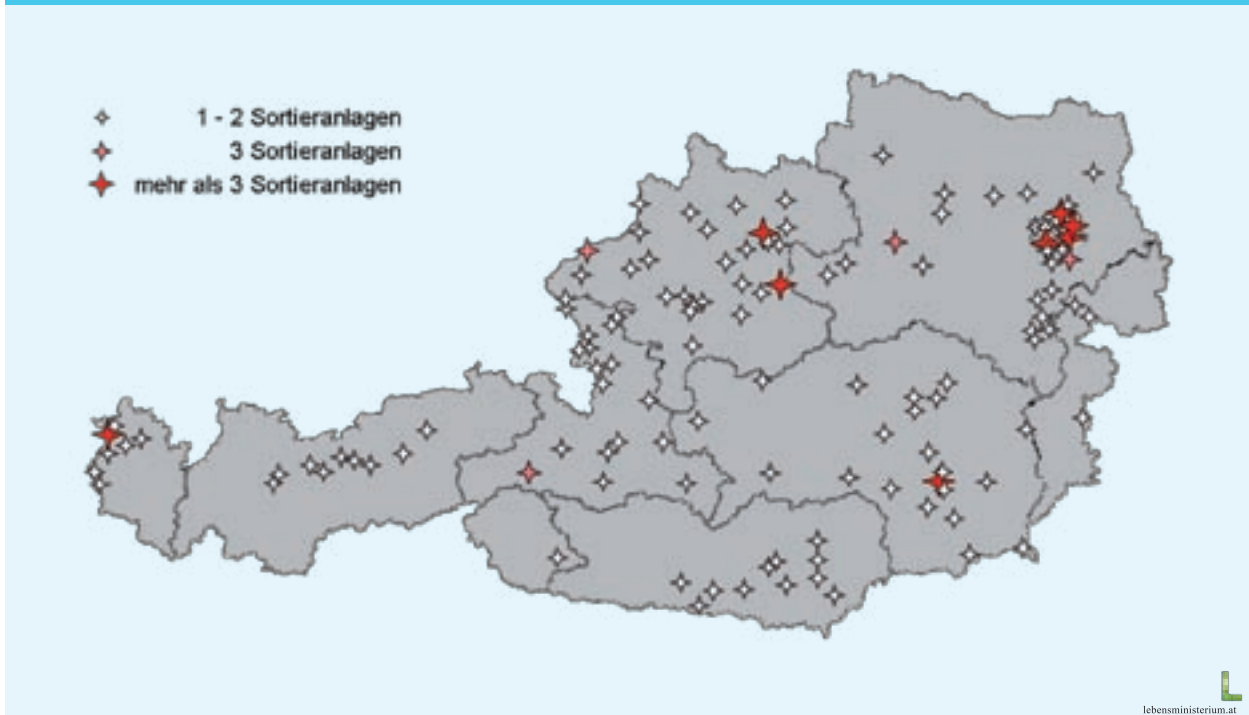 1 - 2 Sortieranlagen
3 Sortieranlagen
mehr als 3 Sortieranlagen
lebensministerium.at